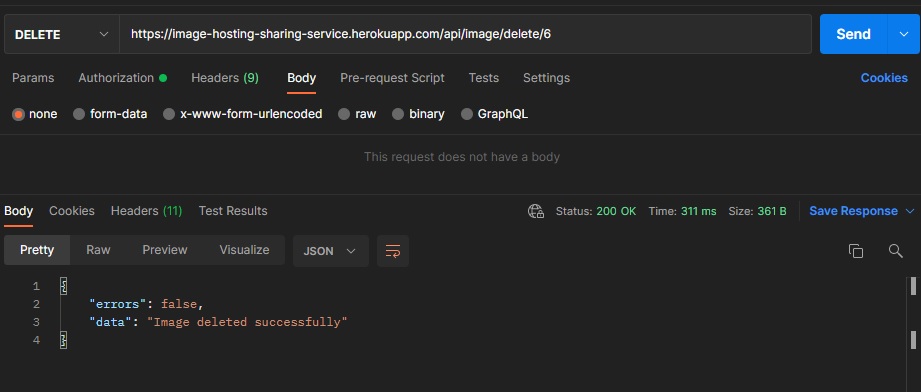 DELETE https://image-hosting-sharing-service.herokuapp.com/api/image/delete/6 Send
Params Authorization Headers (9) Body Pre-request Script Tests Settings Cookies
none form-data x-www-form-urlencoded raw binary GraphQL
This request does not have a body
Body Cookies Headers (11) Test Results Status: 200 OK Time: 311 ms Size: 361 B Save Response
Pretty Raw Preview Visualize JSON
1 {
2 "errors": false,
3 "data": "Image deleted successfully"
4 }